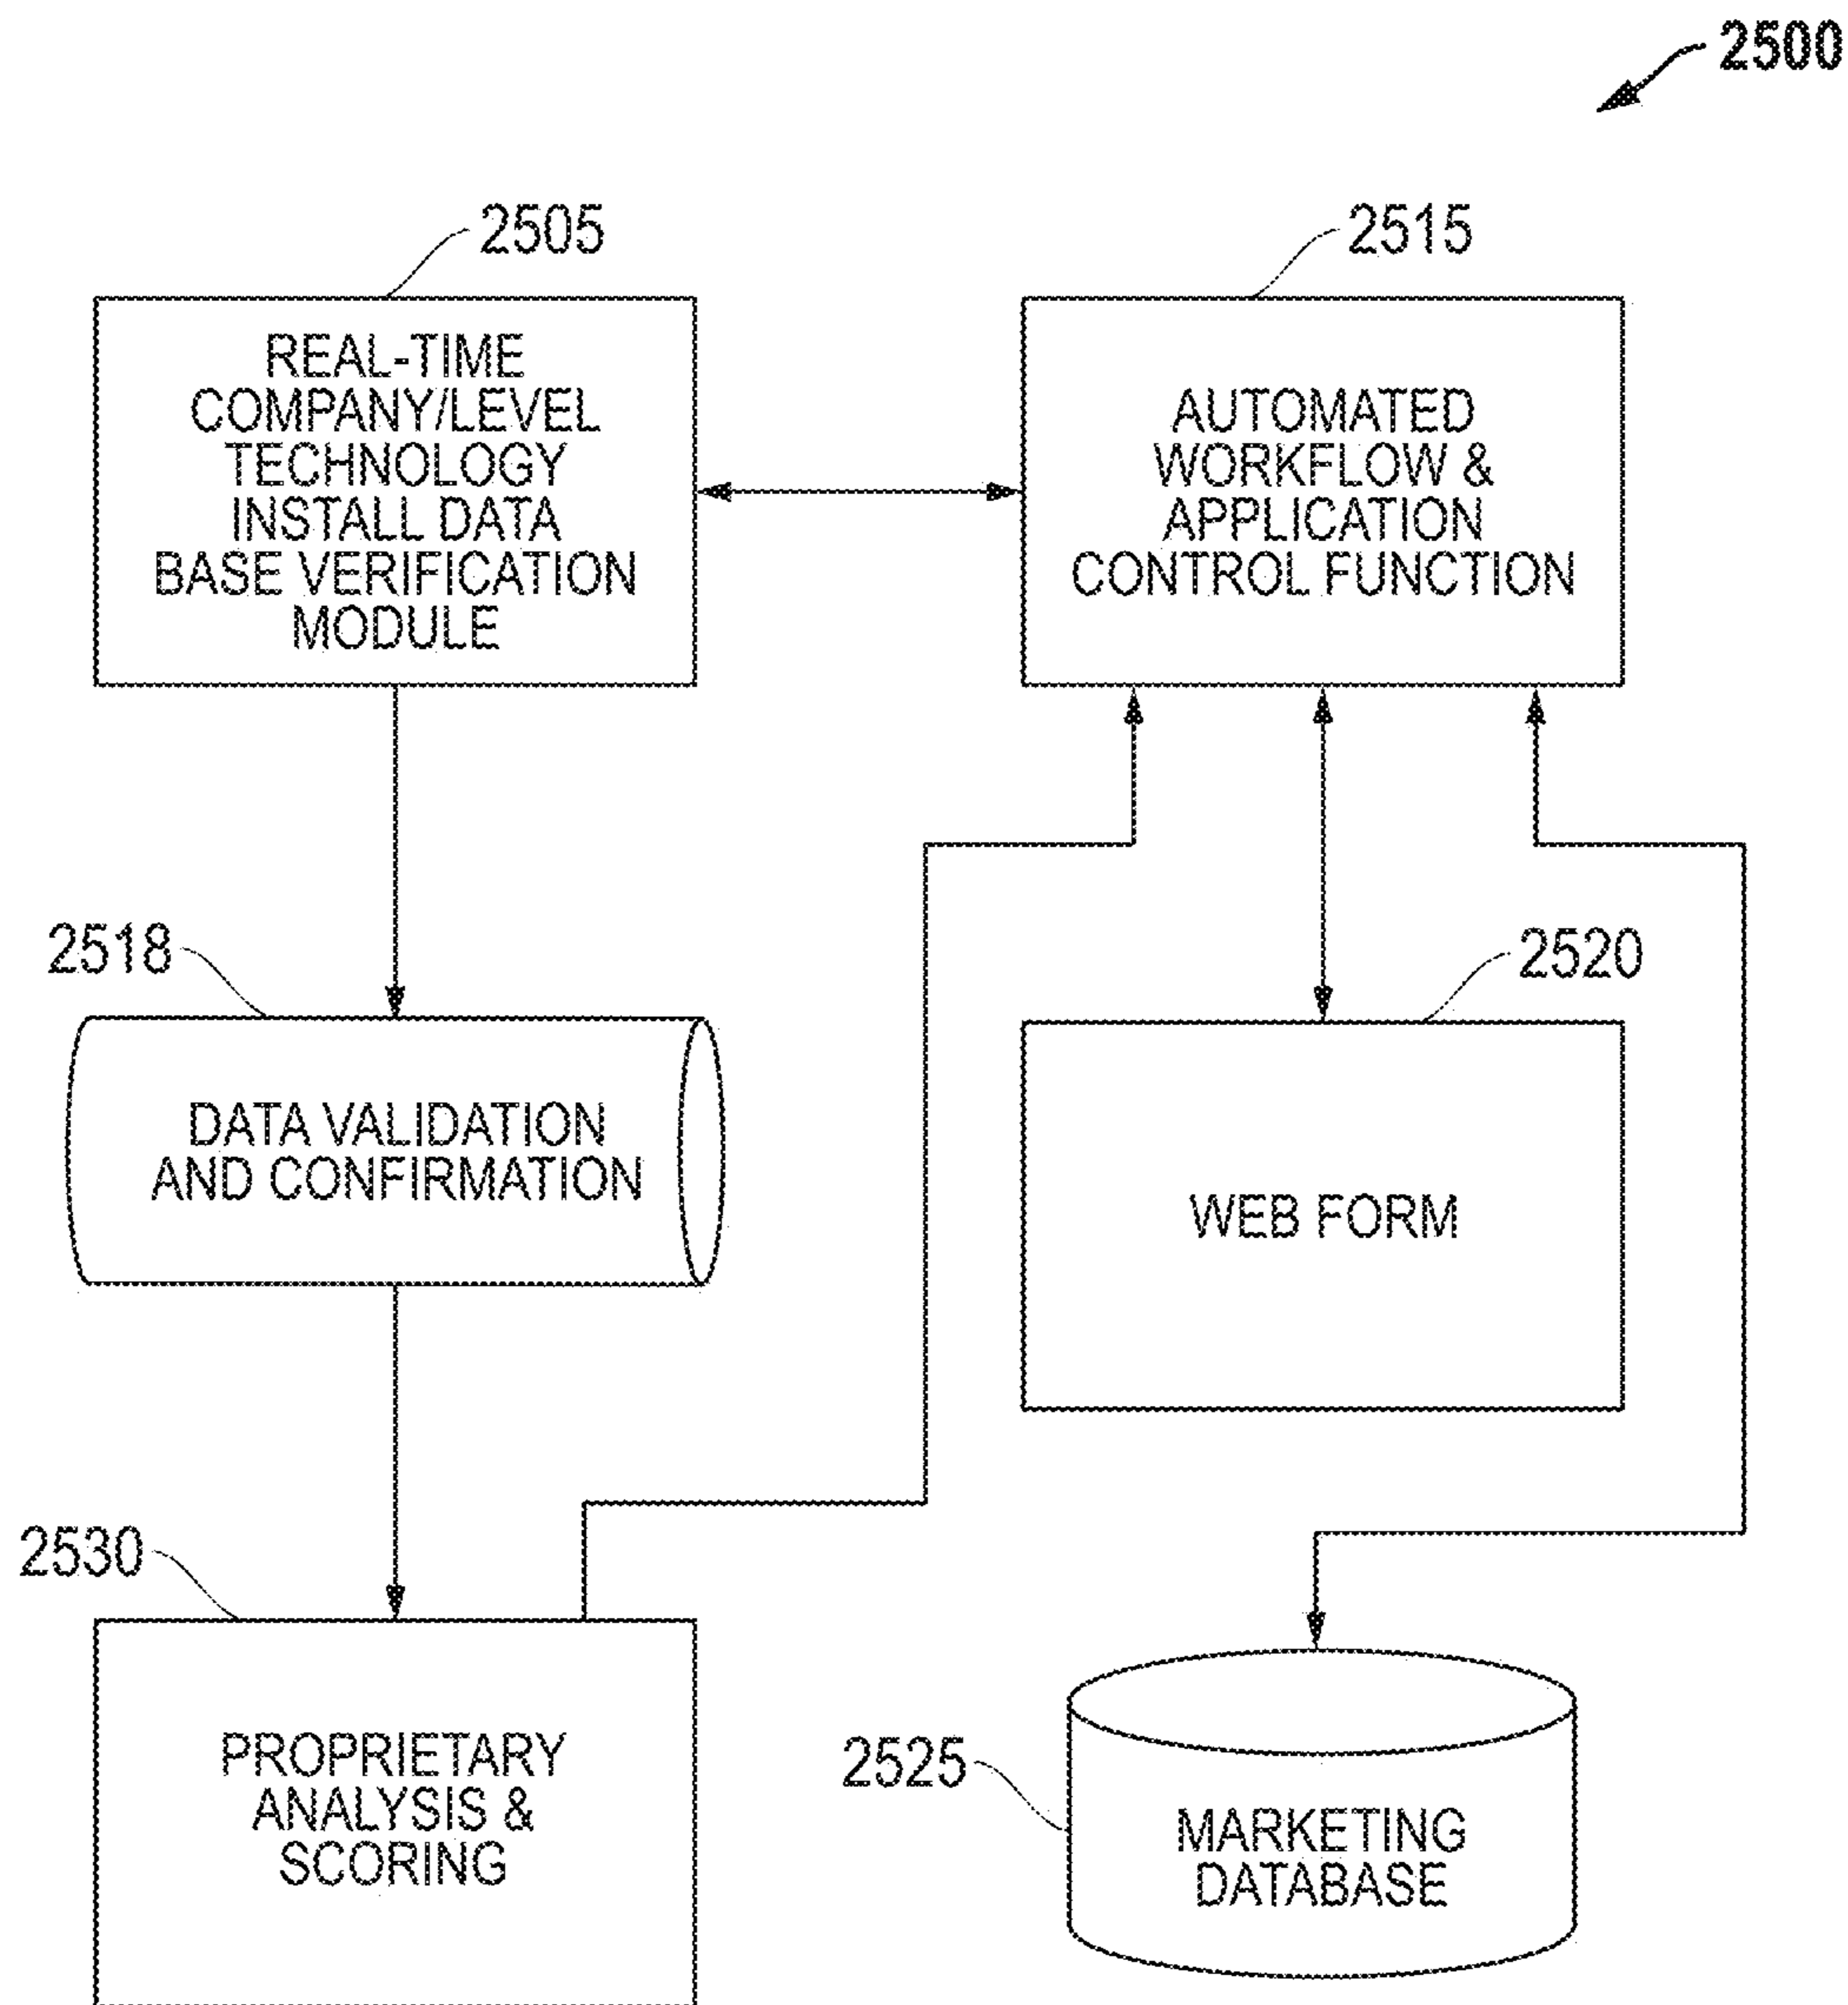 2500
2505
2515
REAL-TIME
COMPANY/LEVEL
TECHNOLOGY
INSTALL DATA
BASE VERIFICATION
MODULE
AUTOMATED
WORKFLOW &
APPLICATION
CONTROL FUNCTION
2518
2520
DATA VALIDATION
AND CONFIRMATION
WEB FORM
2530
PROPRIETARY
ANALYSIS &
SCORING
2525
MARKETING
DATABASE